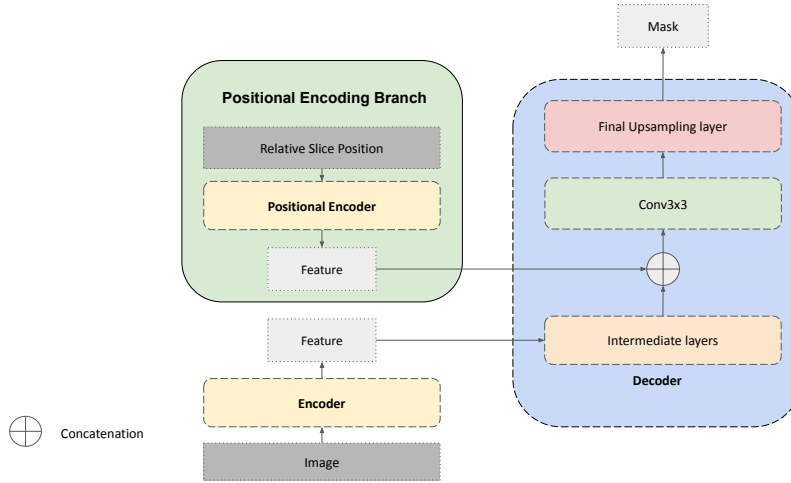 Mask
Positional Encoding Branch
Relative Slice Position
Positional Encoder
Feature
Final Upsampling layer
Conv3x3
Feature
Intermediate layers
Decoder
Encoder
Image
Concatenation